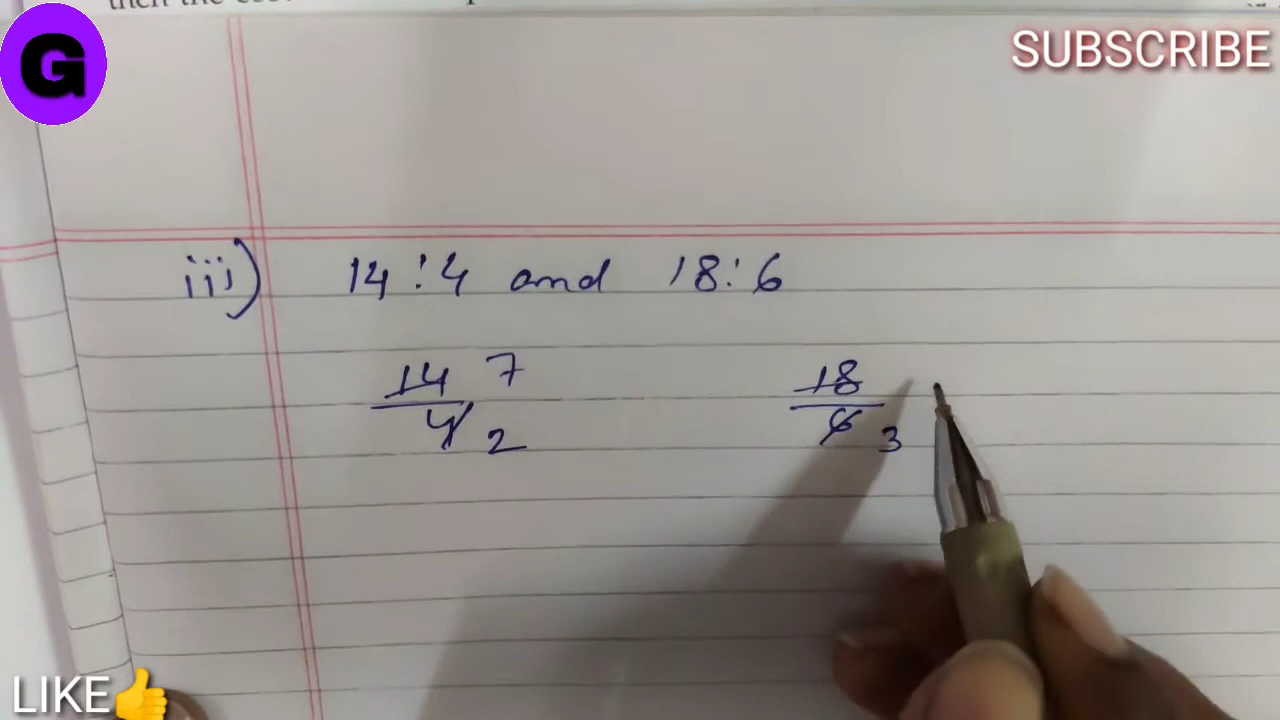 G
SUBSCRIBE
iii) 14:4 and 18:6
14 7 18
4 2 6 3
LIKE👍